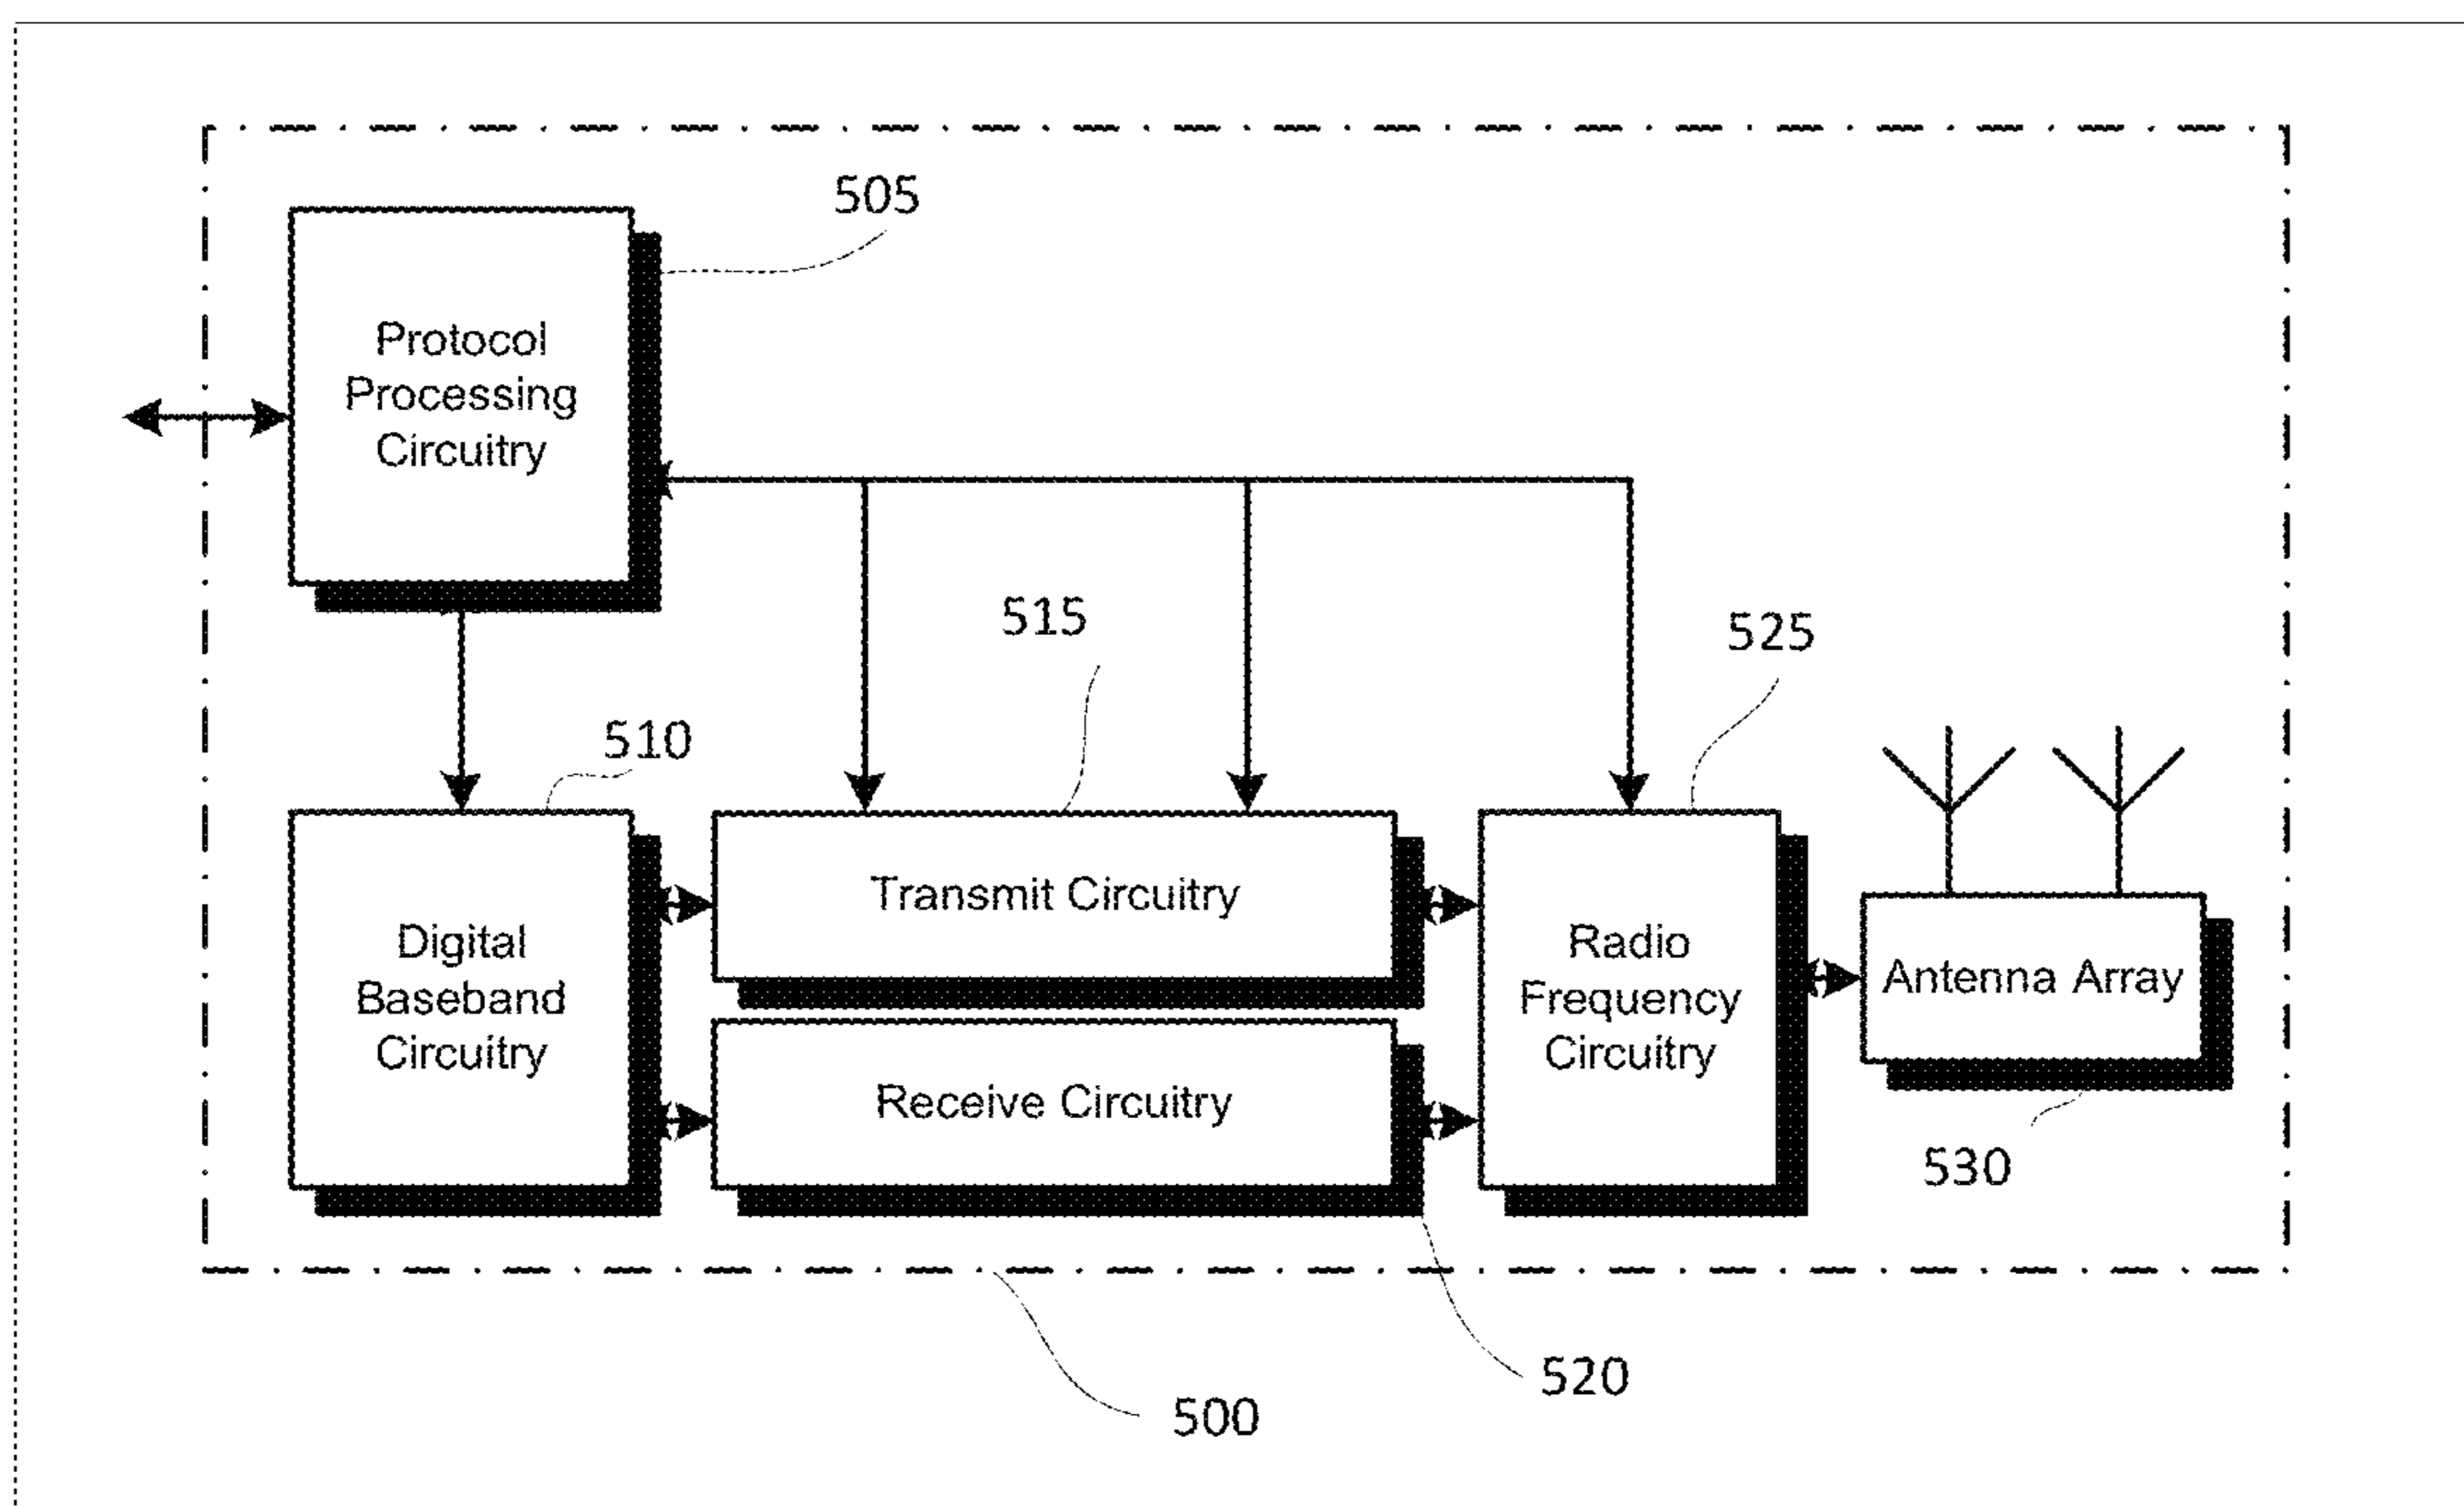 505
Protocol
Processing
Circuitry
515
525
510
Transmit Circuitry
Digital
Baseband
Circuitry
Radio
Frequency
Circuitry
Antenna Array
Receive Circuitry
530
520
500